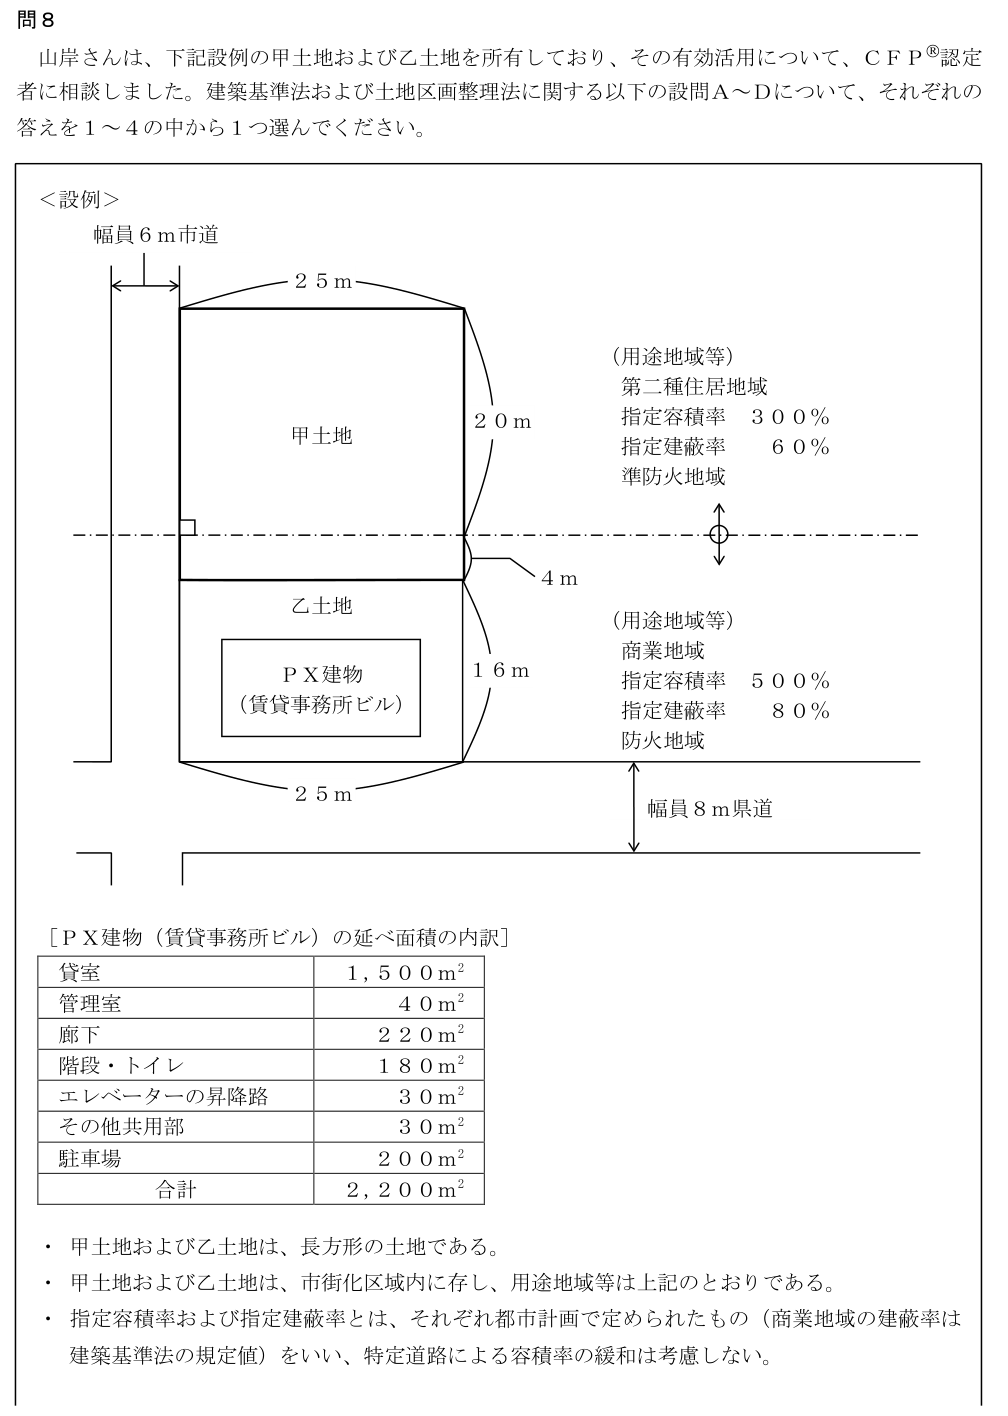 問８
山岸さんは、下記設例の甲土地および乙土地を所有しており、その有効活用について、ＣＦＰ®認定
者に相談しました。建築基準法および土地区画整理法に関する以下の設問Ａ～Ｄについて、それぞれの
答えを１～４の中から１つ選んでください。
＜設例＞
幅員６ｍ市道
２５ｍ
甲土地
２０ｍ
（用途地域等）
第二種住居地域
指定容積率　３００％
指定建蔽率　６０％
準防火地域
４ｍ
乙土地
ＰＸ建物
（賃貸事務所ビル）
１６ｍ
（用途地域等）
商業地域
指定容積率　５００％
指定建蔽率　８０％
防火地域
２５ｍ
幅員８ｍ県道
［ＰＸ建物（賃貸事務所ビル）の延べ面積の内訳］
貸室　１,５００ｍ²
管理室　４０ｍ²
廊下　２２０ｍ²
階段・トイレ　１８０ｍ²
エレベーターの昇降路　３０ｍ²
その他共用部　３０ｍ²
駐車場　２００ｍ²
合計　２,２００ｍ²
・ 甲土地および乙土地は、長方形の土地である。
・ 甲土地および乙土地は、市街化区域内に存し、用途地域等は上記のとおりである。
・ 指定容積率および指定建蔽率とは、それぞれ都市計画で定められたもの（商業地域の建蔽率は
建築基準法の規定値）をいい、特定道路による容積率の緩和は考慮しない。